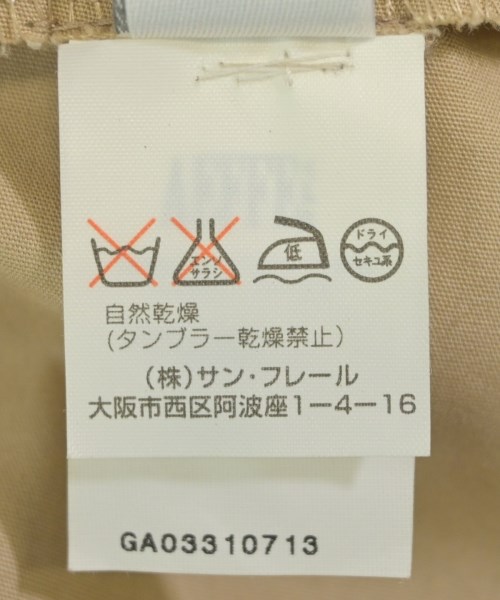 エンソ
サラシ
低
ドライ
セキユ系
自然乾燥
(タンブラー乾燥禁止)
(株)サン・フレール
大阪市西区阿波座1-4-16
GA03310713